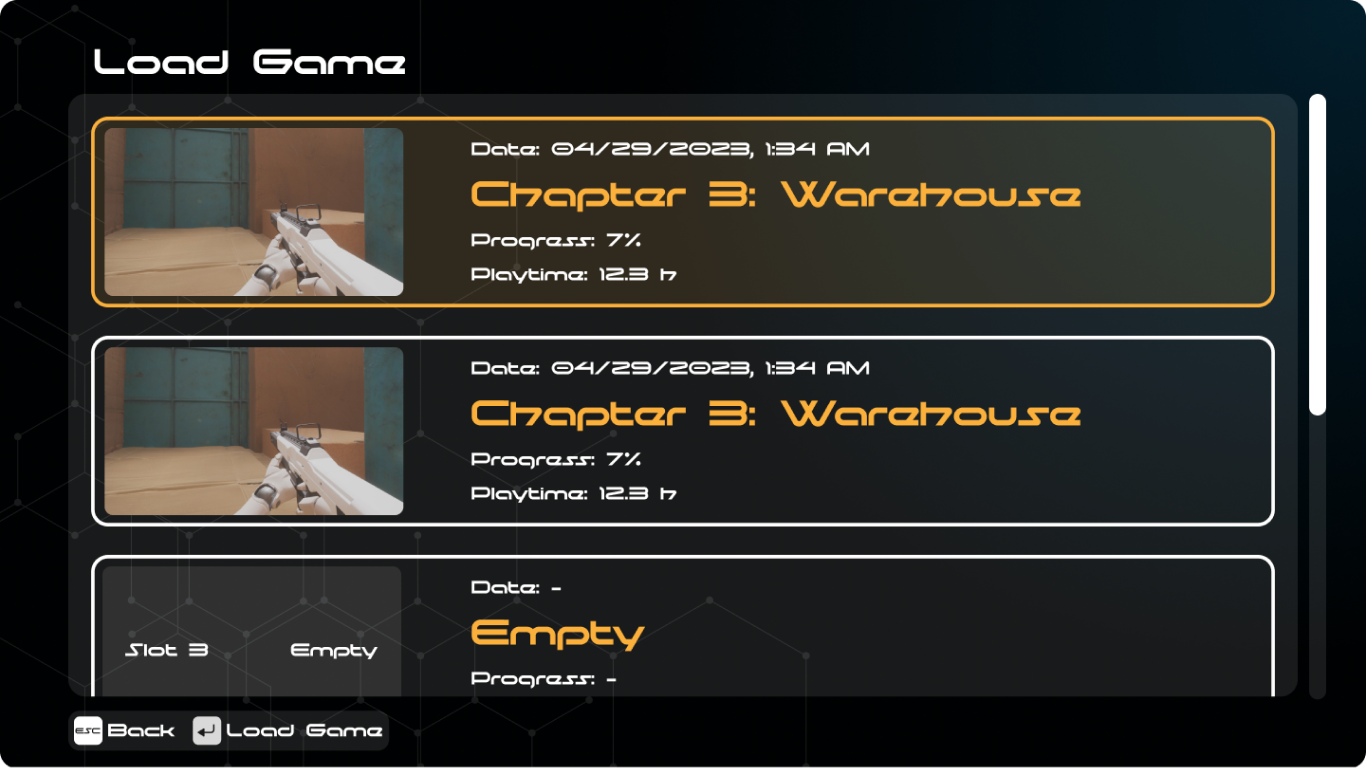 Load Game
Date: 04/29/2023, 1:34 AM
Chapter 3: Warehouse
Progress: 7%
Playtime: 12.3 h
Date: 04/29/2023, 1:34 AM
Chapter 3: Warehouse
Progress: 7%
Playtime: 12.3 h
Slot 3 Empty
Date: -
Empty
Progress: -
ESC Back Load Game